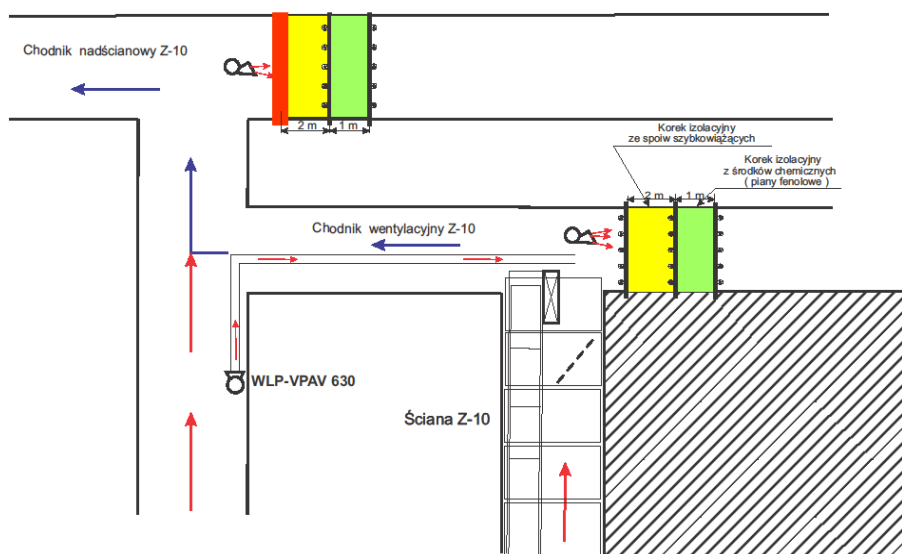 Chodnik nadścianowy Z-10
2 m
1 m
Korek izolacyjny
ze spoiw szybkowiążących
Korek izolacyjny
z środków chemicznych
( piany fenolowe )
2 m
1 m
Chodnik wentylacyjny Z-10
WLP-VPAV 630
Ściana Z-10